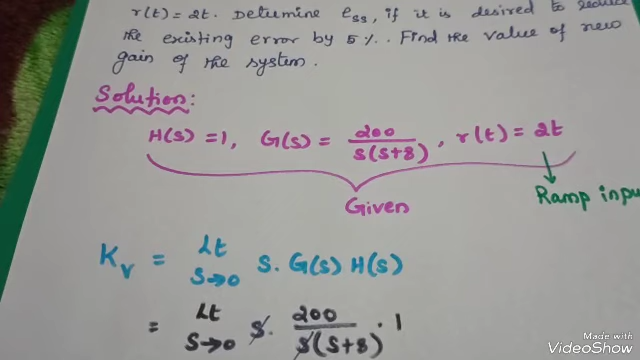 r(t) = 2t. Determine ess, if it is desired to reduce
the existing error by 5%. Find the value of new
gain of the system.
Solution:
H(s) = 1, G(s) = 200 / s(s+8), r(t) = 2t
Ramp inpu
Given
Kv = Lt s→0 s. G(s) H(s)
= Lt s→0 s. 200 / s(s+8) . 1
Made with
VideoShow